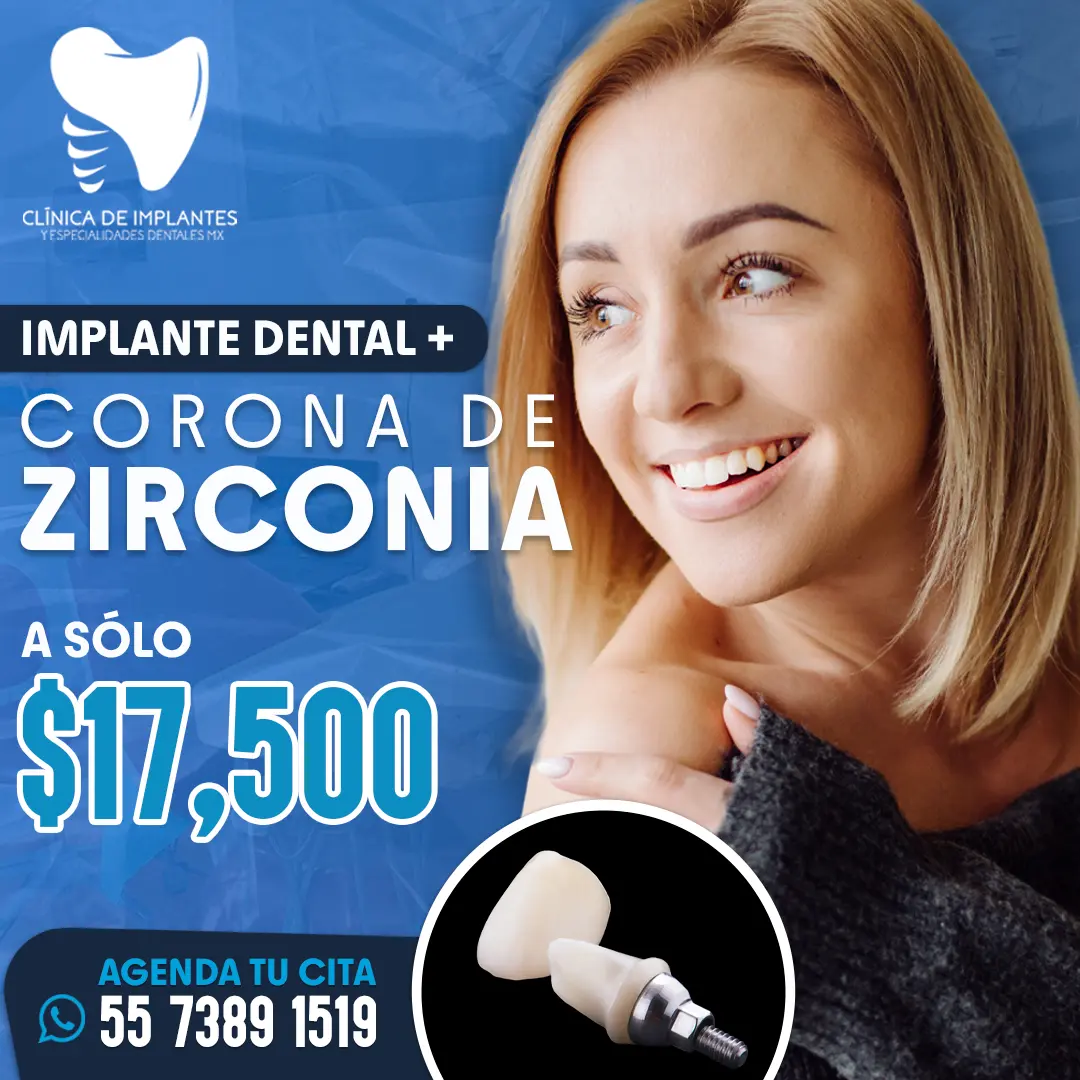 CLÍNICA DE IMPLANTES
Y ESPECIALIDADES DENTALES MX
IMPLANTE DENTAL +
CORONA DE
ZIRCONIA
A SÓLO
$17,500
AGENDA TU CITA
55 7389 1519